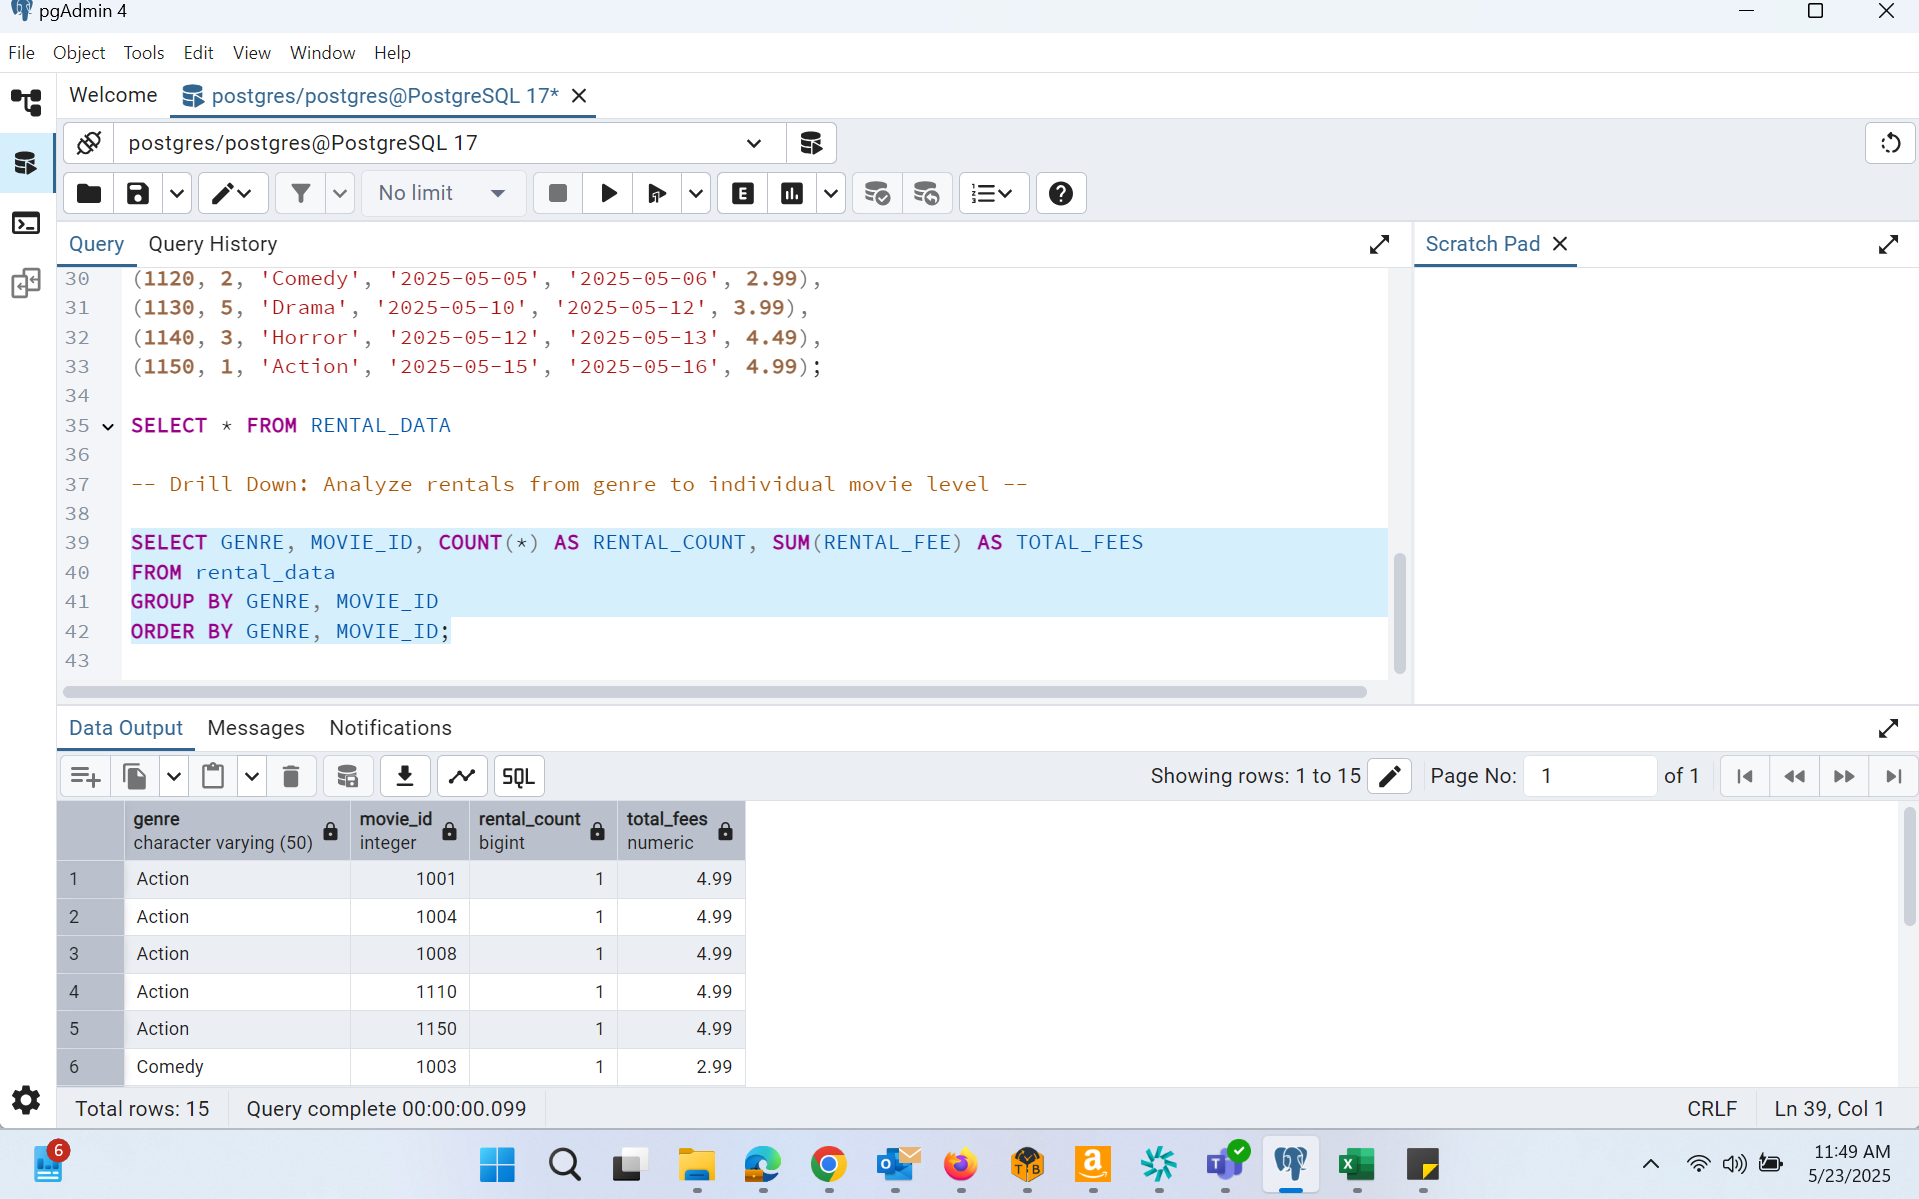 pgAdmin 4
File Object Tools Edit View Window Help
Welcome postgres/postgres@PostgreSQL 17*
postgres/postgres@PostgreSQL 17
No limit E
Query Query History Scratch Pad
30 (1120, 2, 'Comedy', '2025-05-05', '2025-05-06', 2.99),
31 (1130, 5, 'Drama', '2025-05-10', '2025-05-12', 3.99),
32 (1140, 3, 'Horror', '2025-05-12', '2025-05-13', 4.49),
33 (1150, 1, 'Action', '2025-05-15', '2025-05-16', 4.99);
34
35 SELECT * FROM RENTAL_DATA
36
37 -- Drill Down: Analyze rentals from genre to individual movie level --
38
39 SELECT GENRE, MOVIE_ID, COUNT(*) AS RENTAL_COUNT, SUM(RENTAL_FEE) AS TOTAL_FEES
40 FROM rental_data
41 GROUP BY GENRE, MOVIE_ID
42 ORDER BY GENRE, MOVIE_ID;
43
Data Output Messages Notifications
SQL Showing rows: 1 to 15 Page No: 1 of 1
genre movie_id rental_count total_fees
character varying (50) integer bigint numeric
1 Action 1001 1 4.99
2 Action 1004 1 4.99
3 Action 1008 1 4.99
4 Action 1110 1 4.99
5 Action 1150 1 4.99
6 Comedy 1003 1 2.99
Total rows: 15 Query complete 00:00:00.099 CRLF Ln 39, Col 1
6
11:49 AM
5/23/2025